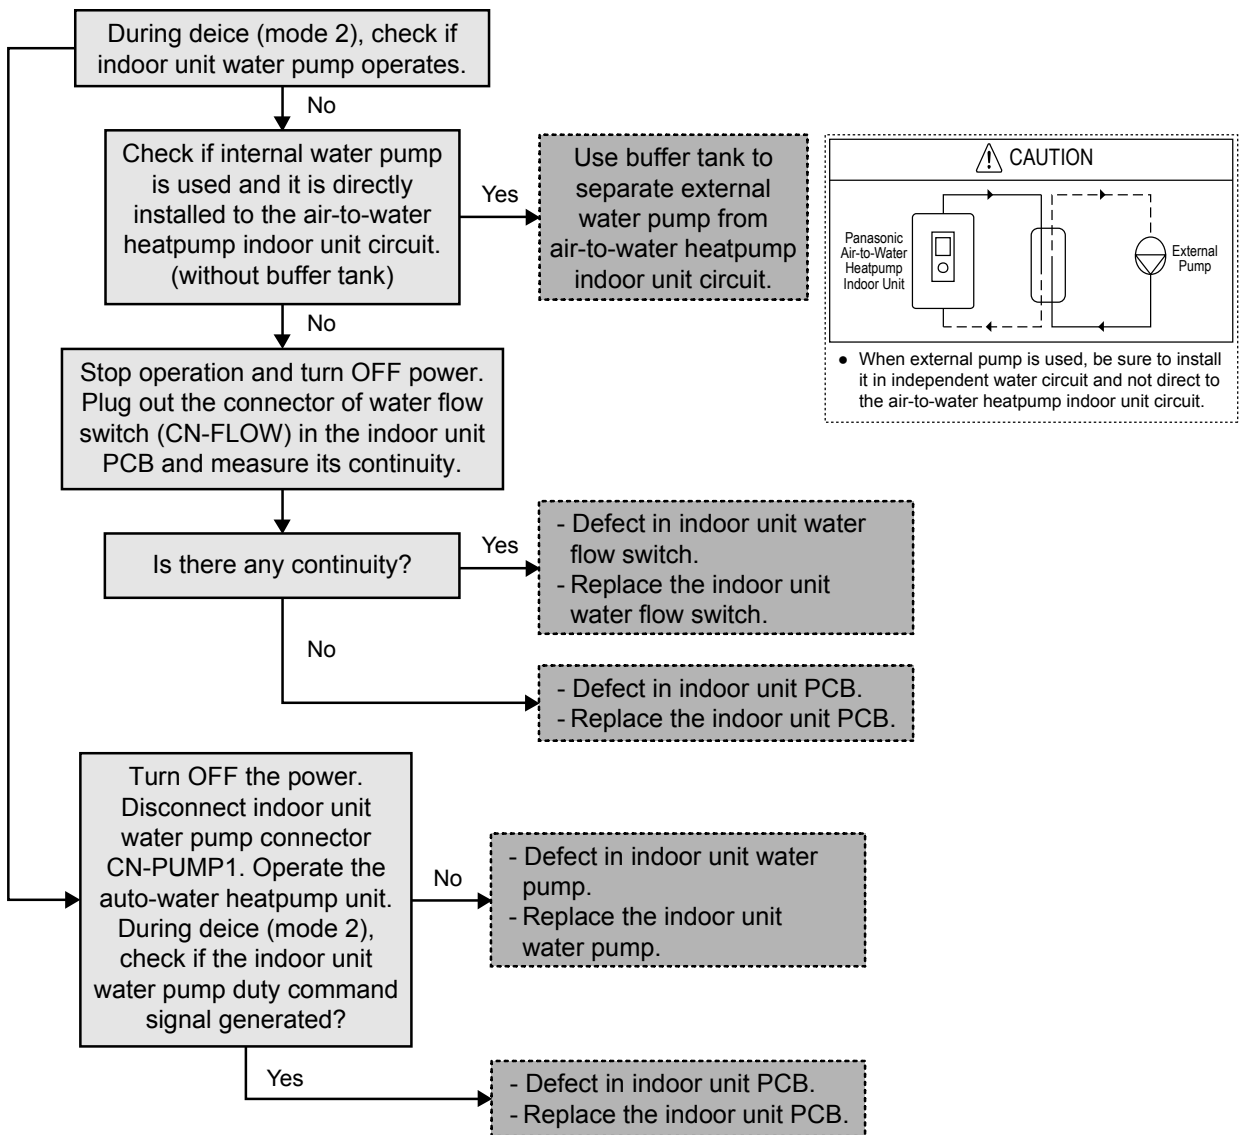 During deice (mode 2), check if
indoor unit water pump operates.
No
Check if internal water pump
is used and it is directly
installed to the air-to-water
heatpump indoor unit circuit.
(without buffer tank)
Yes
Use buffer tank to
separate external
water pump from
air-to-water heatpump
indoor unit circuit.
CAUTION
Panasonic
Air-to-Water
Heatpump
Indoor Unit
External
Pump
● When external pump is used, be sure to install
it in independent water circuit and not direct to
the air-to-water heatpump indoor unit circuit.
No
Stop operation and turn OFF power.
Plug out the connector of water flow
switch (CN-FLOW) in the indoor unit
PCB and measure its continuity.
Is there any continuity?
Yes
- Defect in indoor unit water
flow switch.
- Replace the indoor unit
water flow switch.
No
- Defect in indoor unit PCB.
- Replace the indoor unit PCB.
Turn OFF the power.
Disconnect indoor unit
water pump connector
CN-PUMP1. Operate the
auto-water heatpump unit.
During deice (mode 2),
check if the indoor unit
water pump duty command
signal generated?
No
- Defect in indoor unit water
pump.
- Replace the indoor unit
water pump.
Yes
- Defect in indoor unit PCB.
- Replace the indoor unit PCB.